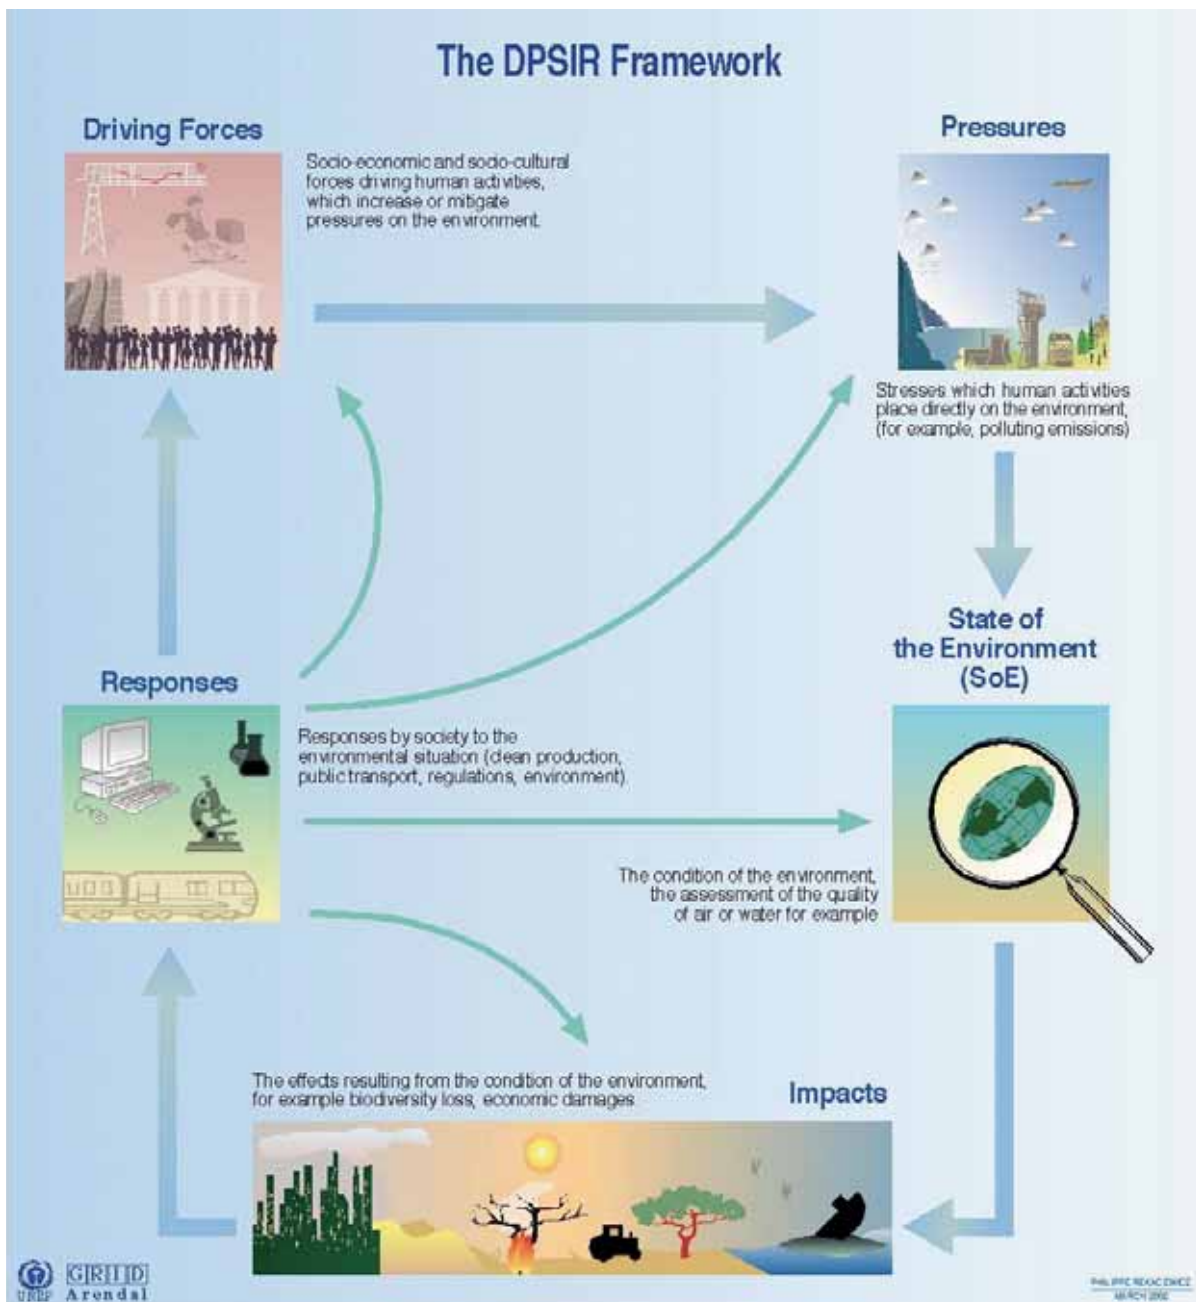 The DPSIR Framework
Driving Forces
Socio-economic and socio-cultural
forces driving human activities,
which increase or mitigate
pressures on the environment.
Pressures
Stresses which human activities
place directly on the environment,
(for example, polluting emissions)
State of
the Environment
(SoE)
Responses
Responses by society to the
environmental situation (clean production,
public transport, regulations, environment).
The condition of the environment,
the assessment of the quality
of air or water for example
The effects resulting from the condition of the environment,
for example biodiversity loss, economic damages
Impacts
UNEP
GRID
Arendal
PHILIPPE REKACEWICZ
MARCH 2002